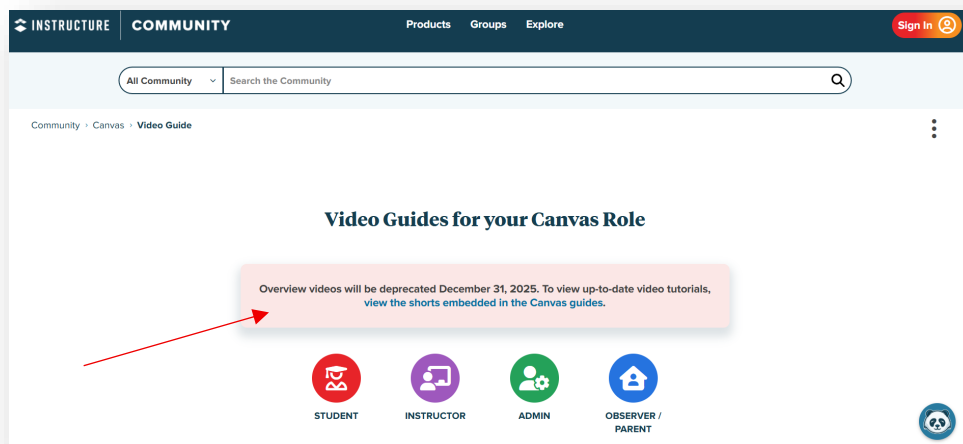 INSTRUCTURE COMMUNITY Products Groups Explore Sign In
All Community Search the Community
Community › Canvas › Video Guide
Video Guides for your Canvas Role
Overview videos will be deprecated December 31, 2025. To view up-to-date video tutorials,
view the shorts embedded in the Canvas guides.
STUDENT INSTRUCTOR ADMIN OBSERVER /
PARENT